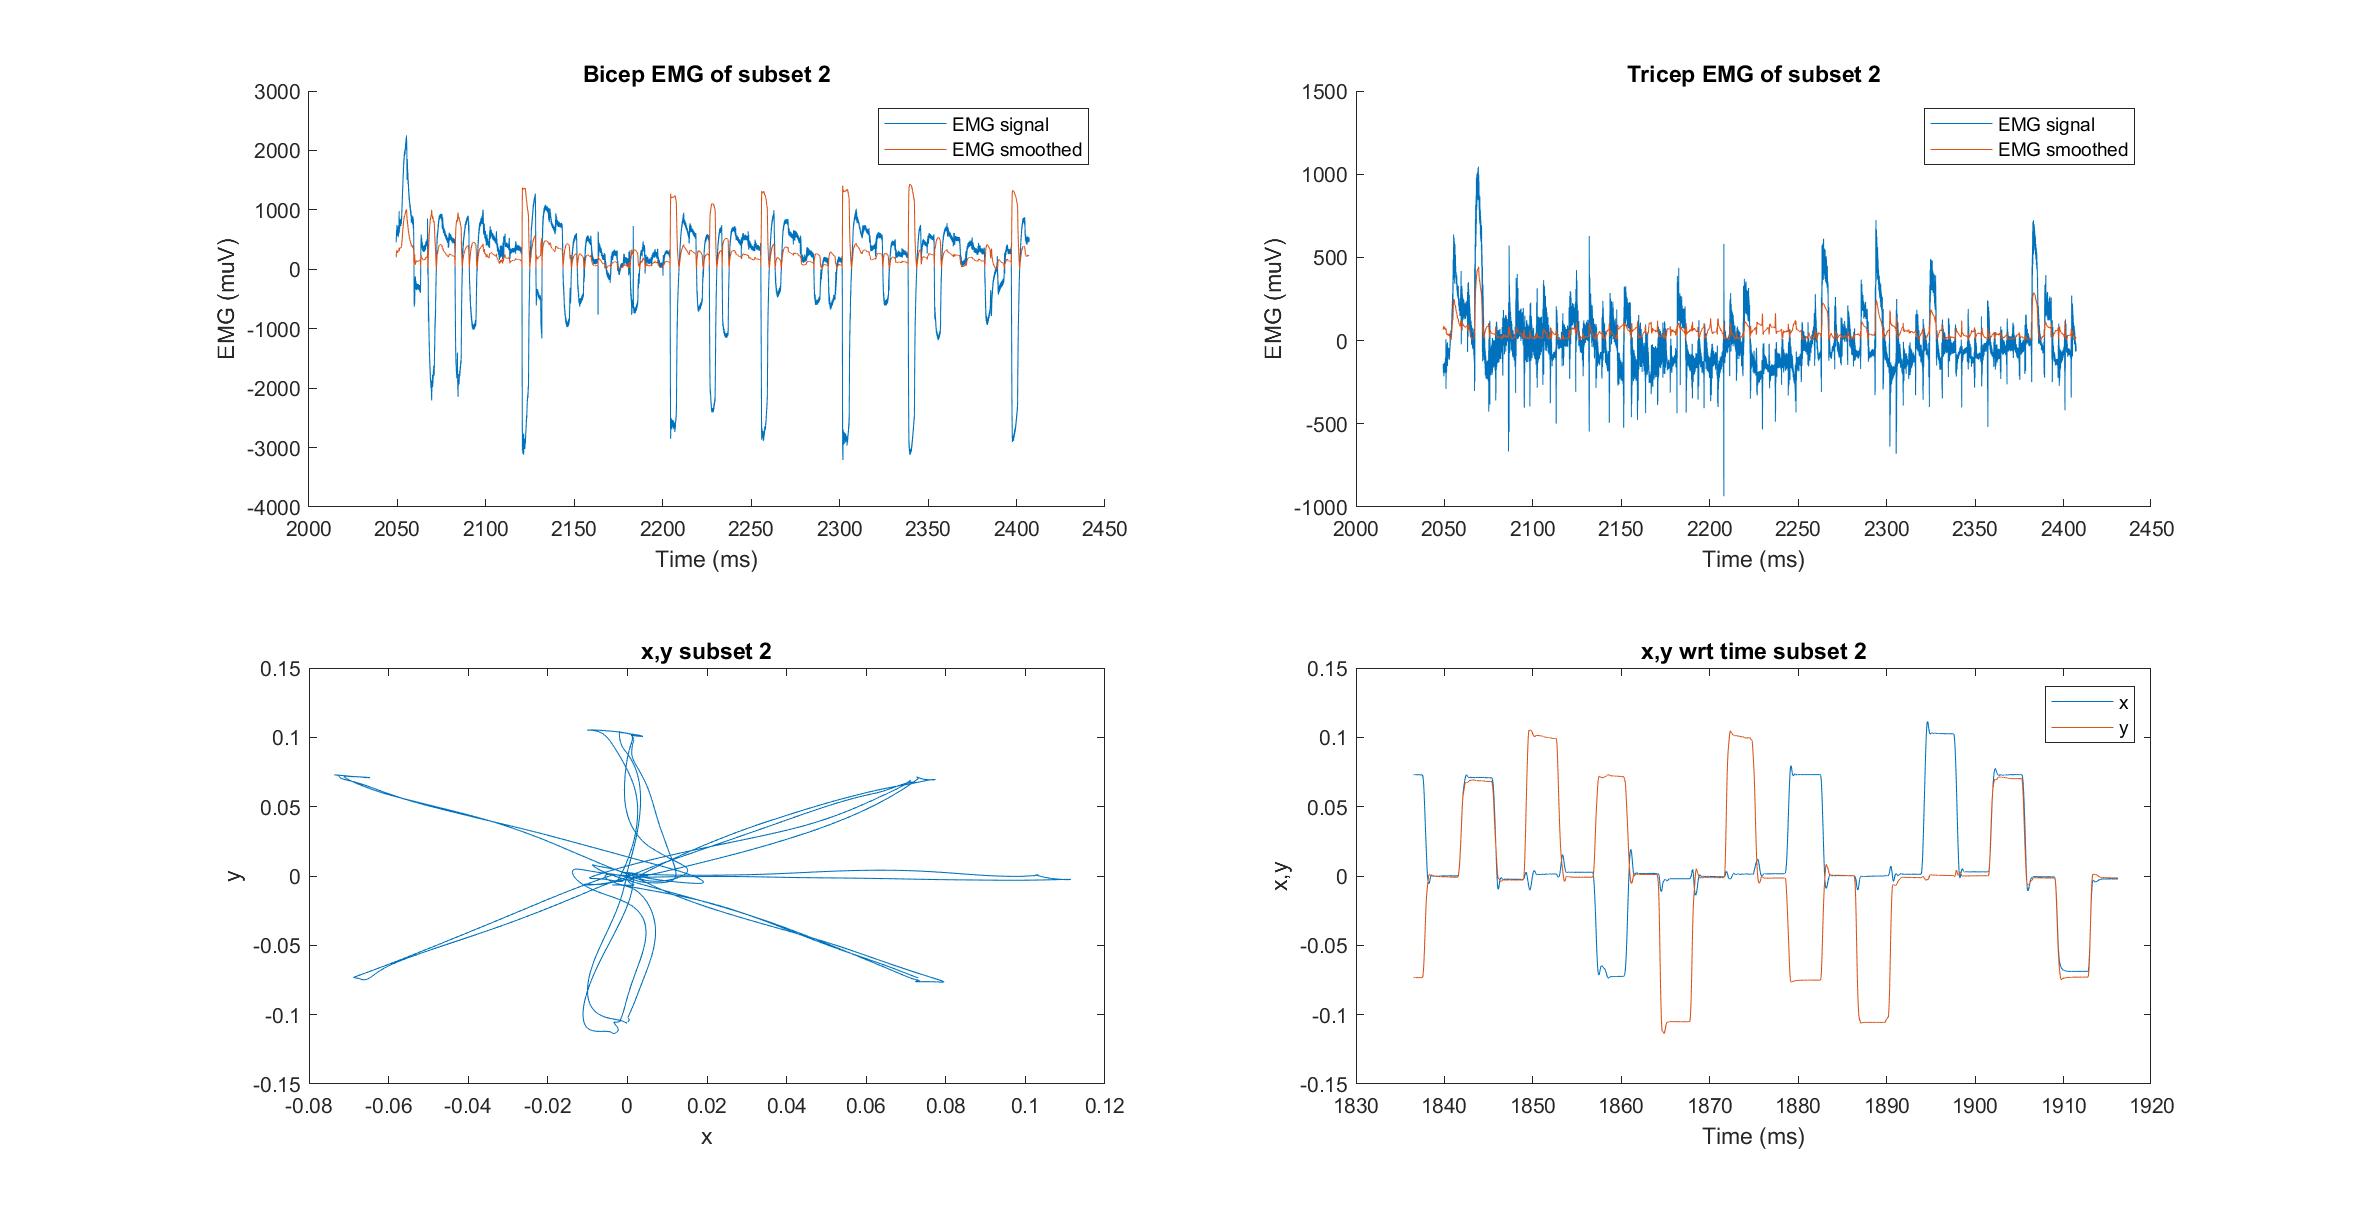 Bicep EMG of subset 2
3000
2000
1000
0
-1000
-2000
-3000
-4000
EMG (muV)
EMG signal
EMG smoothed
2000 2050 2100 2150 2200 2250 2300 2350 2400 2450
Time (ms)
Tricep EMG of subset 2
1500
1000
500
0
-500
-1000
EMG (muV)
EMG signal
EMG smoothed
2000 2050 2100 2150 2200 2250 2300 2350 2400 2450
Time (ms)
x,y subset 2
0.15
0.1
0.05
0
-0.05
-0.1
-0.15
y
-0.08 -0.06 -0.04 -0.02 0 0.02 0.04 0.06 0.08 0.1 0.12
x
x,y wrt time subset 2
0.15
0.1
0.05
0
-0.05
-0.1
-0.15
x,y
x
y
1830 1840 1850 1860 1870 1880 1890 1900 1910 1920
Time (ms)